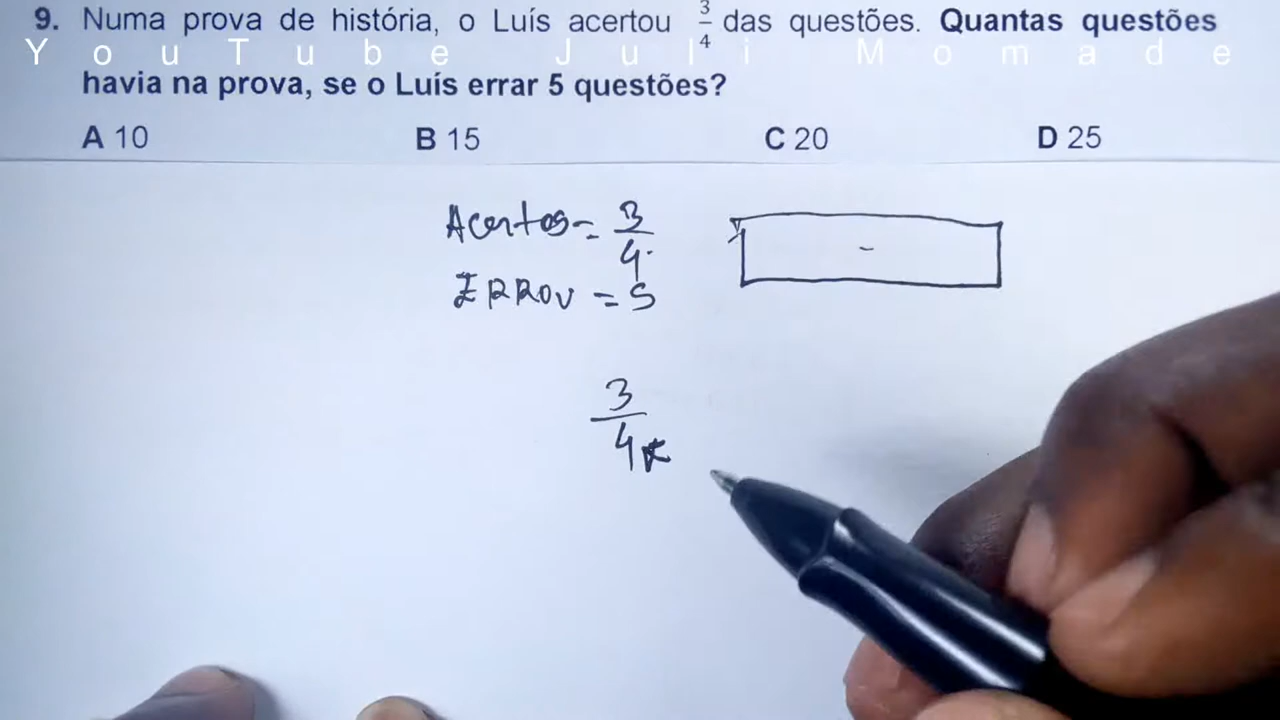 9. Numa prova de história, o Luís acertou 3/4 das questões. Quantas questões
YouTube Juli Momade
havia na prova, se o Luís errar 5 questões?
A 10 B 15 C 20 D 25
Acertos = 3/4
ERROU = 5
3/4